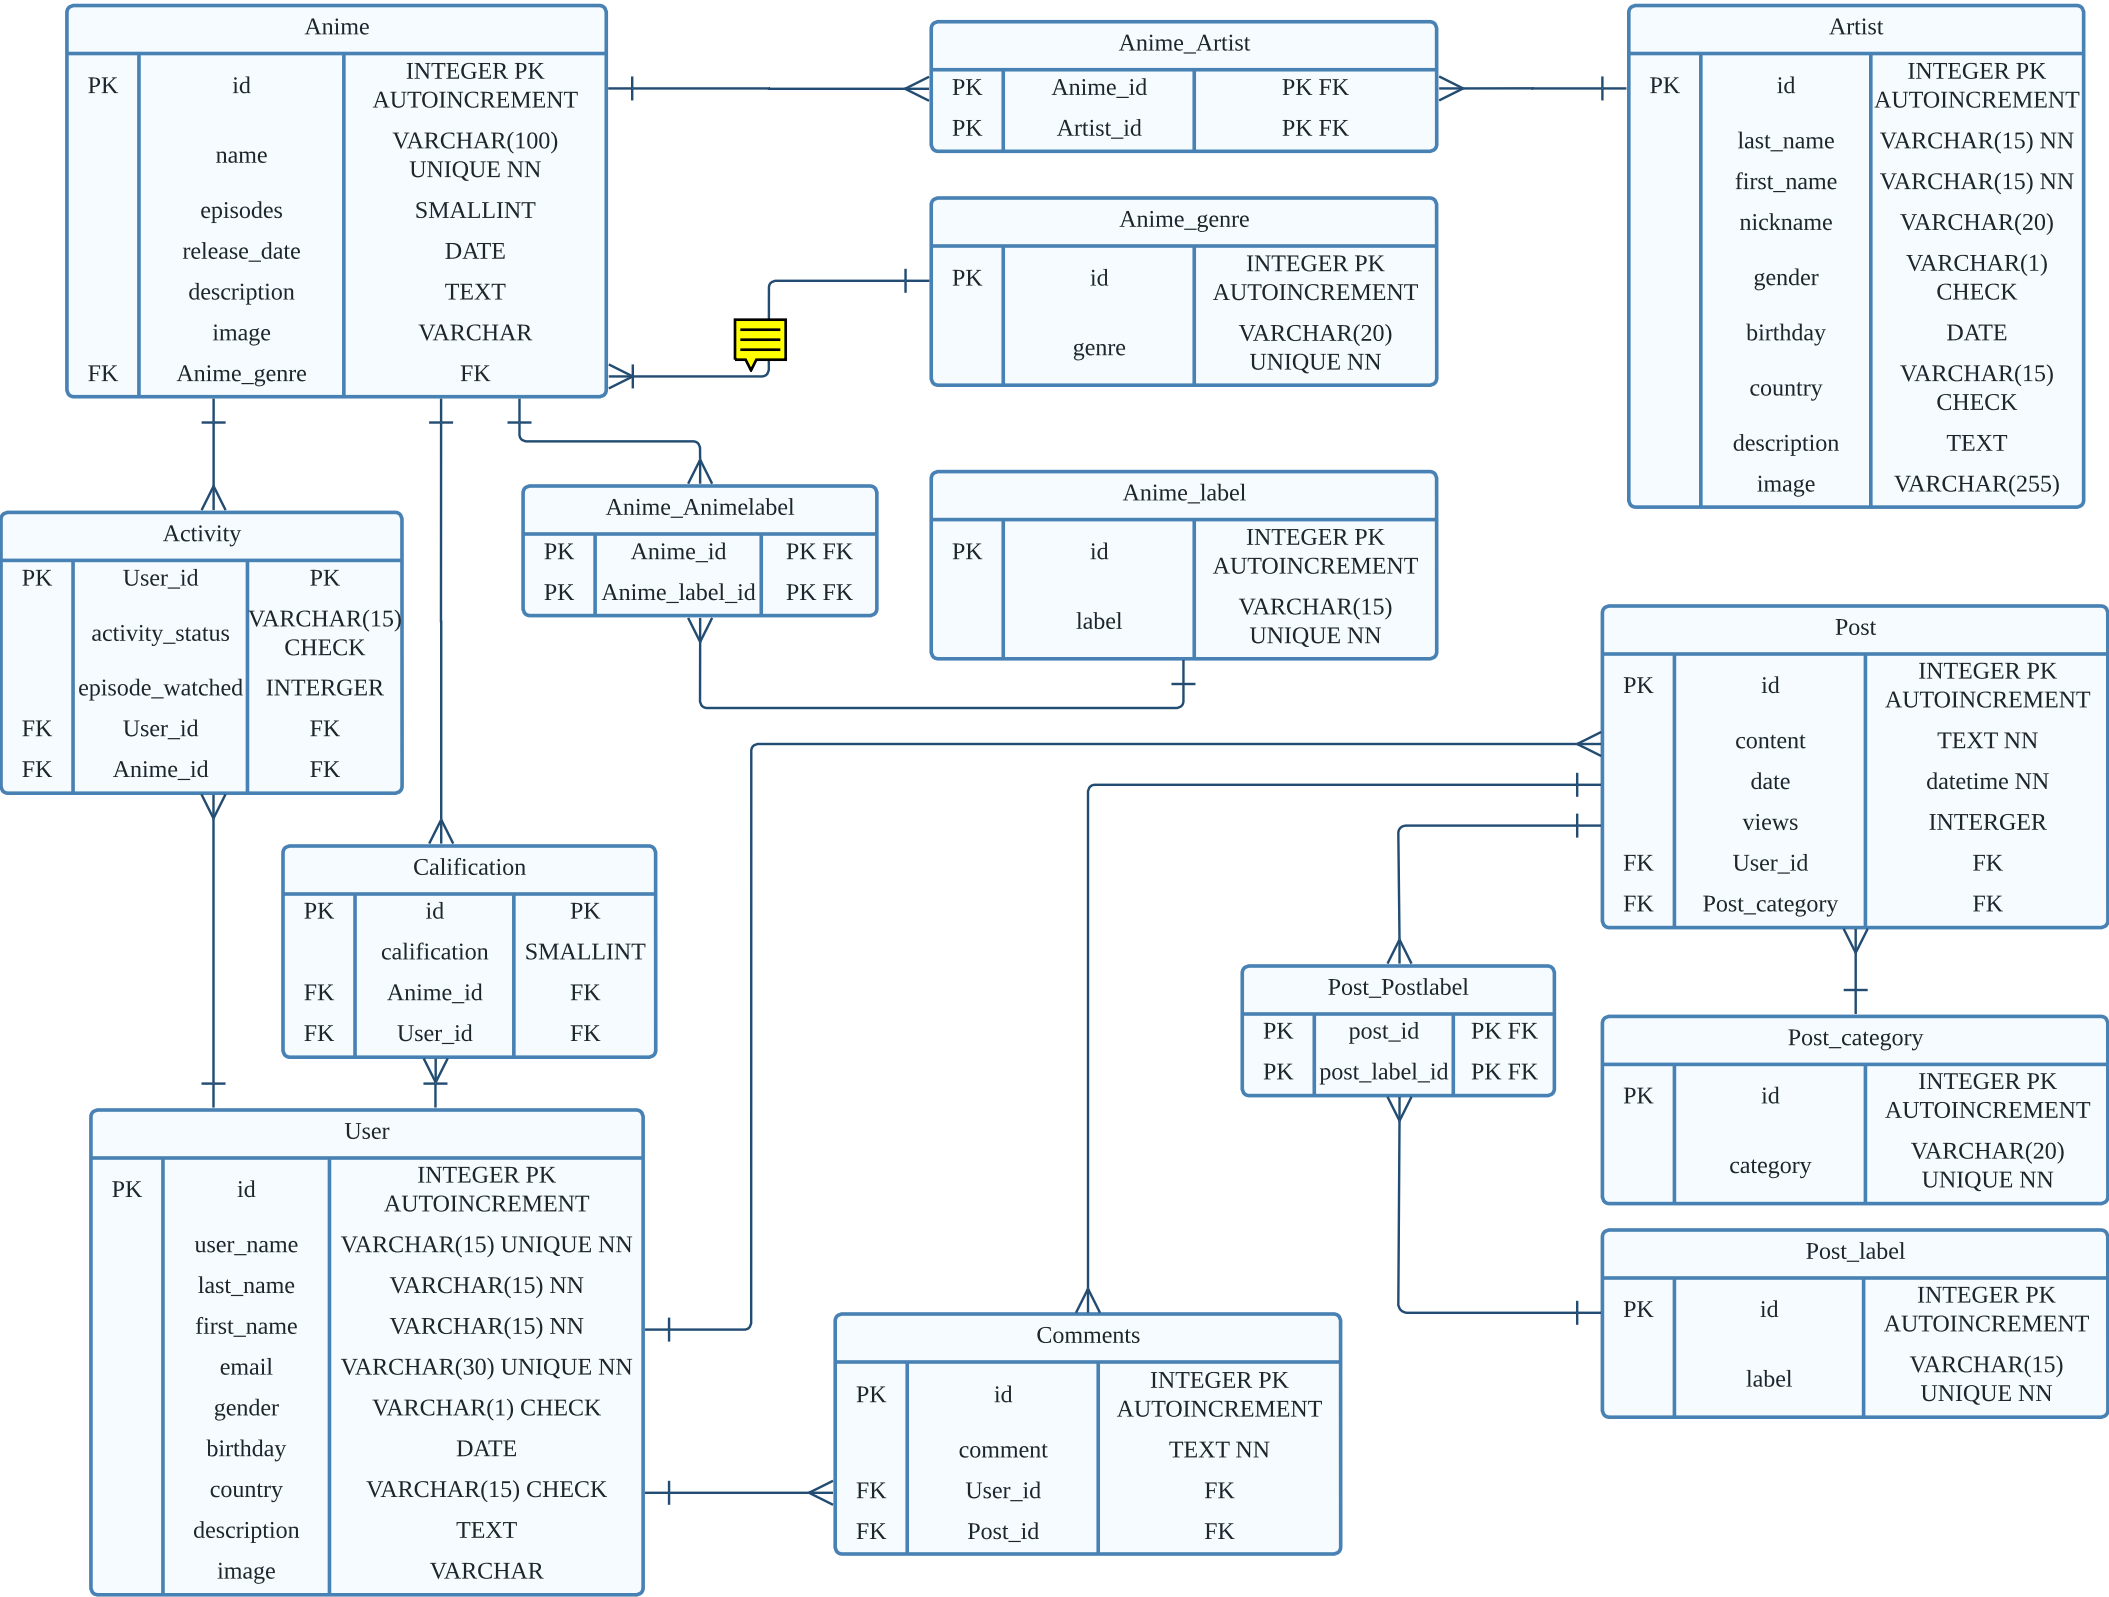 Anime
PK id INTEGER PK
AUTOINCREMENT
name VARCHAR(100)
UNIQUE NN
episodes SMALLINT
release_date DATE
description TEXT
image VARCHAR
FK Anime_genre FK
Anime_Artist
PK Anime_id PK FK
PK Artist_id PK FK
Artist
PK id INTEGER PK
AUTOINCREMENT
last_name VARCHAR(15) NN
first_name VARCHAR(15) NN
nickname VARCHAR(20)
gender VARCHAR(1)
CHECK
birthday DATE
country VARCHAR(15)
CHECK
description TEXT
image VARCHAR(255)
Anime_genre
PK id INTEGER PK
AUTOINCREMENT
genre VARCHAR(20)
UNIQUE NN
Activity
PK User_id PK
activity_status VARCHAR(15)
CHECK
episode_watched INTERGER
FK User_id FK
FK Anime_id FK
Anime_Animelabel
PK Anime_id PK FK
PK Anime_label_id PK FK
Anime_label
PK id INTEGER PK
AUTOINCREMENT
label VARCHAR(15)
UNIQUE NN
Post
PK id INTEGER PK
AUTOINCREMENT
content TEXT NN
date datetime NN
views INTERGER
FK User_id FK
FK Post_category FK
Calification
PK id PK
calification SMALLINT
FK Anime_id FK
FK User_id FK
Post_Postlabel
PK post_id PK FK
PK post_label_id PK FK
Post_category
PK id INTEGER PK
AUTOINCREMENT
category VARCHAR(20)
UNIQUE NN
User
PK id INTEGER PK
AUTOINCREMENT
user_name VARCHAR(15) UNIQUE NN
last_name VARCHAR(15) NN
first_name VARCHAR(15) NN
email VARCHAR(30) UNIQUE NN
gender VARCHAR(1) CHECK
birthday DATE
country VARCHAR(15) CHECK
description TEXT
image VARCHAR
Comments
PK id INTEGER PK
AUTOINCREMENT
comment TEXT NN
FK User_id FK
FK Post_id FK
Post_label
PK id INTEGER PK
AUTOINCREMENT
label VARCHAR(15)
UNIQUE NN